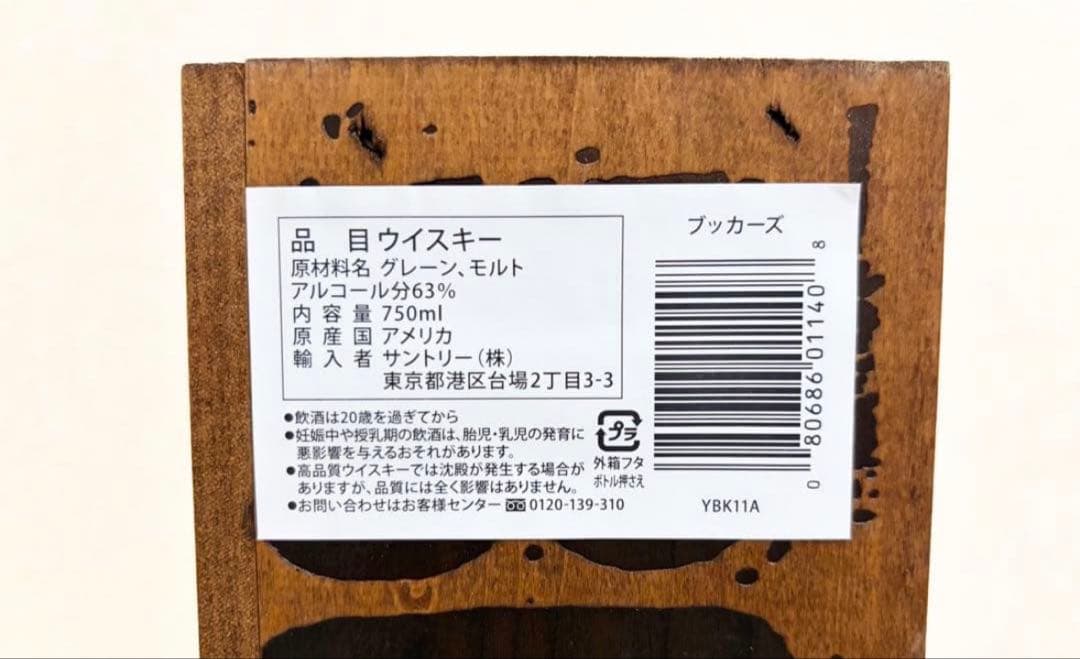 品 目 ウイスキー
原材料名 グレーン、モルト
アルコール分63%
内容量 750ml
原産国 アメリカ
輸入者 サントリー(株)
東京都港区台場2丁目3-3
●飲酒は20歳を過ぎてから
●妊娠中や授乳期の飲酒は、胎児・乳児の発育に
悪影響を与えるおそれがあります。
●高品質ウイスキーでは沈殿が発生する場合が
ありますが、品質には全く影響はありません。
●お問い合わせはお客様センター 0120-139-310
プラ
外箱フタ
ボトル押さえ
ブッカーズ
0 80686 01140 8
YBK11A